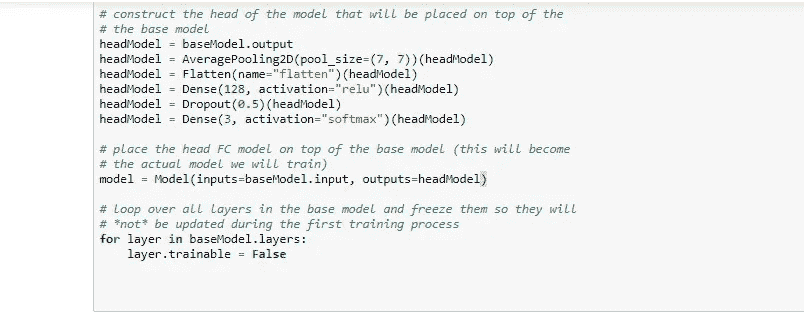 # construct the head of the model that will be placed on top of the
# the base model
headModel = baseModel.output
headModel = AveragePooling2D(pool_size=(7, 7))(headModel)
headModel = Flatten(name="flatten")(headModel)
headModel = Dense(128, activation="relu")(headModel)
headModel = Dropout(0.5)(headModel)
headModel = Dense(3, activation="softmax")(headModel)
# place the head FC model on top of the base model (this will become
# the actual model we will train)
model = Model(inputs=baseModel.input, outputs=headModel)
# loop over all layers in the base model and freeze them so they will
# *not* be updated during the first training process
for layer in baseModel.layers:
layer.trainable = False